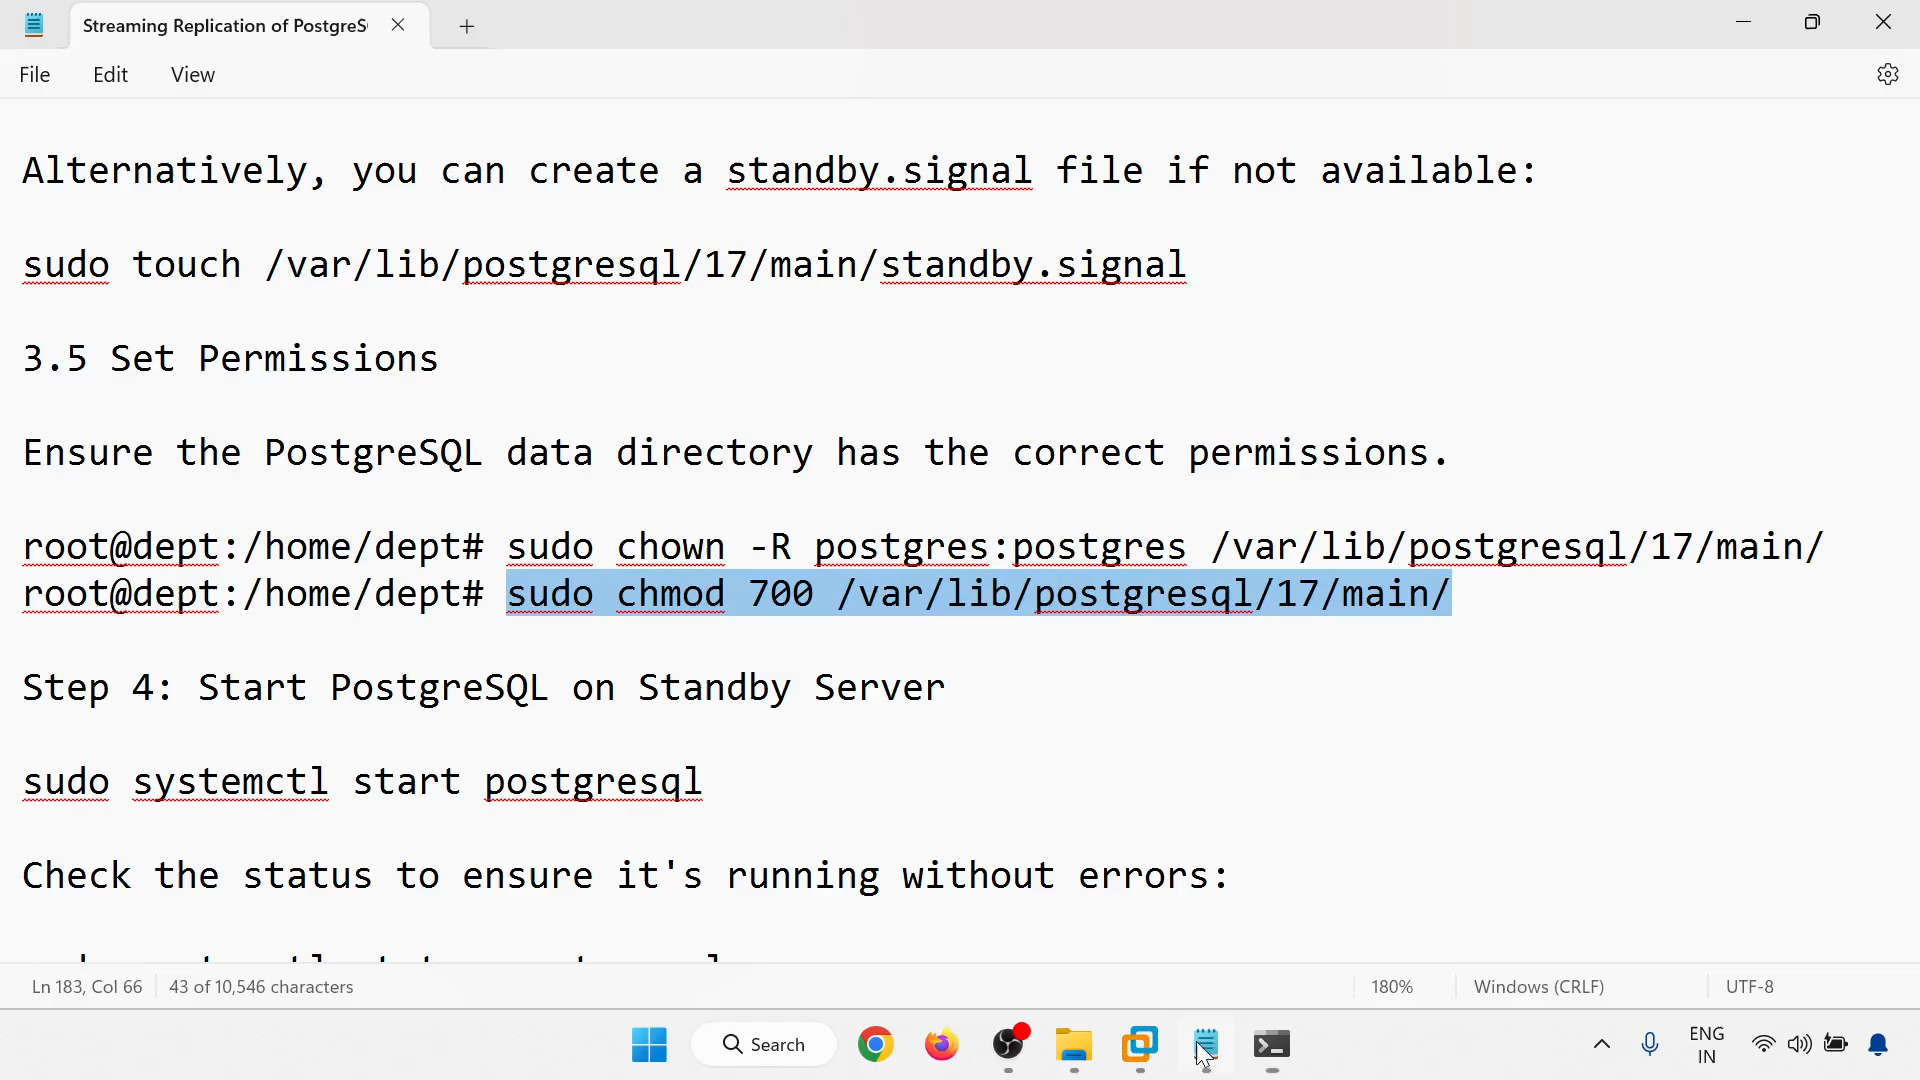 Streaming Replication of PostgreS
File Edit View
Alternatively, you can create a standby.signal file if not available:
sudo touch /var/lib/postgresql/17/main/standby.signal
3.5 Set Permissions
Ensure the PostgreSQL data directory has the correct permissions.
root@dept:/home/dept# sudo chown -R postgres:postgres /var/lib/postgresql/17/main/
root@dept:/home/dept# sudo chmod 700 /var/lib/postgresql/17/main/
Step 4: Start PostgreSQL on Standby Server
sudo systemctl start postgresql
Check the status to ensure it's running without errors:
Ln 183, Col 66 43 of 10,546 characters 180% Windows (CRLF) UTF-8
Search ENG
IN